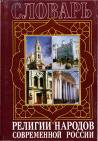 СЛОВАРЬ
РЕЛИГИИ НАРОДОВ
СОВРЕМЕННОЙ РОССИИ